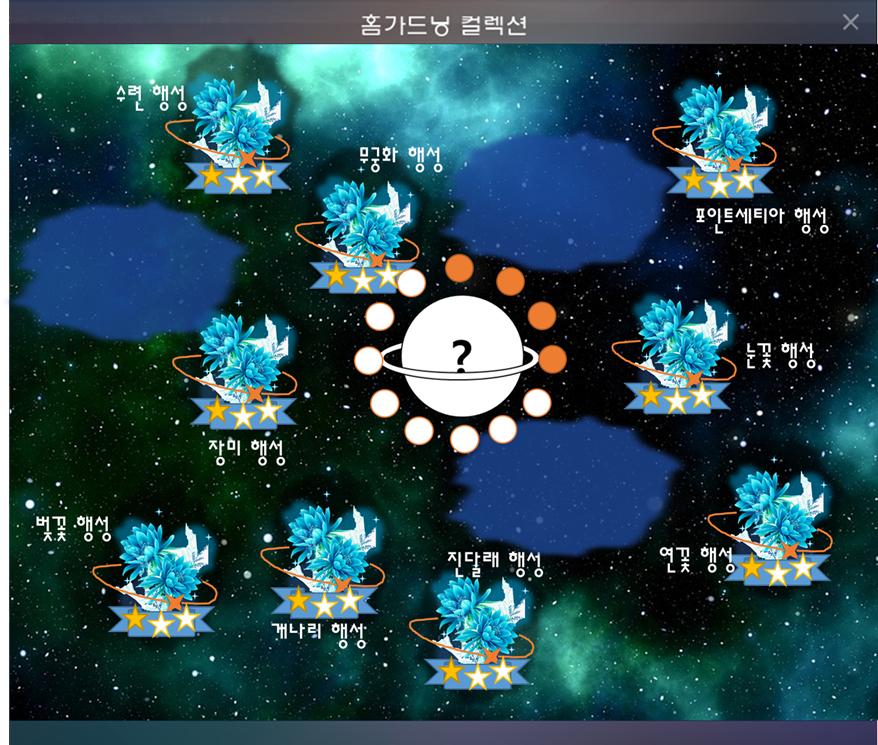 홈가드닝 컬렉션
수련 행성
무궁화 행성
포인트세티아 행성
?
눈꽃 행성
장미 행성
벚꽃 행성
진달래 행성
연꽃 행성
개나리 행성